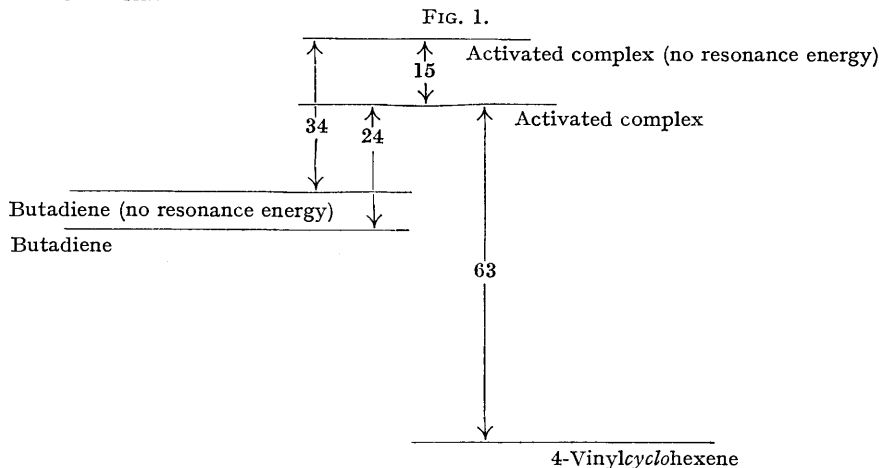 FIG. 1.
Activated complex (no resonance energy)
15
Activated complex
34
24
Butadiene (no resonance energy)
Butadiene
63
4-Vinylcyclohexene